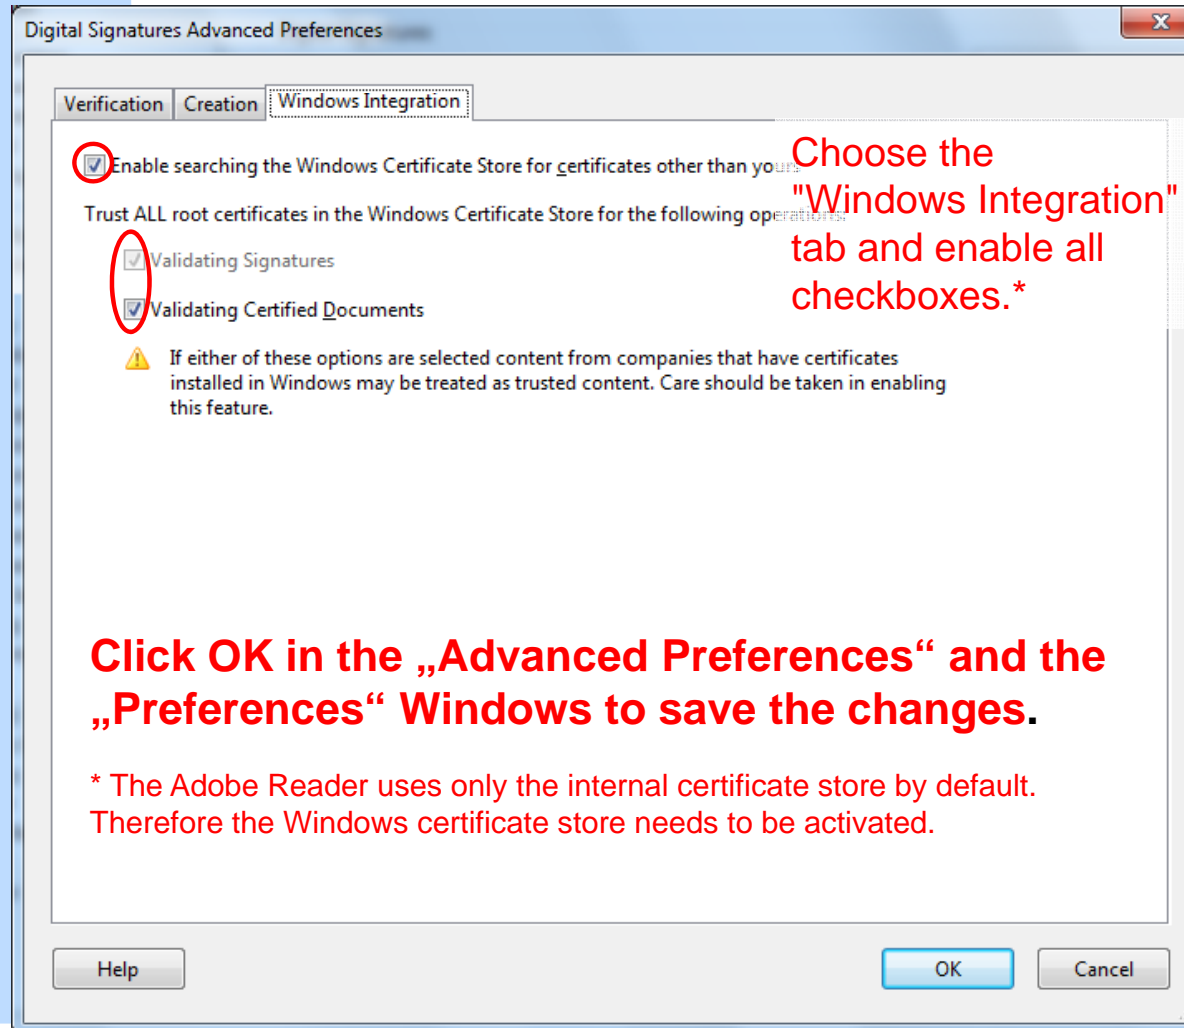 Digital Signatures Advanced Preferences
Verification Creation Windows Integration
Enable searching the Windows Certificate Store for certificates other than yours
Trust ALL root certificates in the Windows Certificate Store for the following operations:
Validating Signatures
Validating Certified Documents
If either of these options are selected content from companies that have certificates
installed in Windows may be treated as trusted content. Care should be taken in enabling
this feature.
Choose the
"Windows Integration"
tab and enable all
checkboxes.*
Click OK in the „Advanced Preferences“ and the
„Preferences“ Windows to save the changes.
* The Adobe Reader uses only the internal certificate store by default.
Therefore the Windows certificate store needs to be activated.
Help OK Cancel